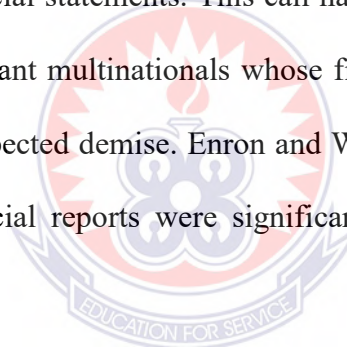 cial statements. This can ha
ant multinationals whose fi
pected demise. Enron and W
cial reports were significan
EDUCATION FOR SERVICE